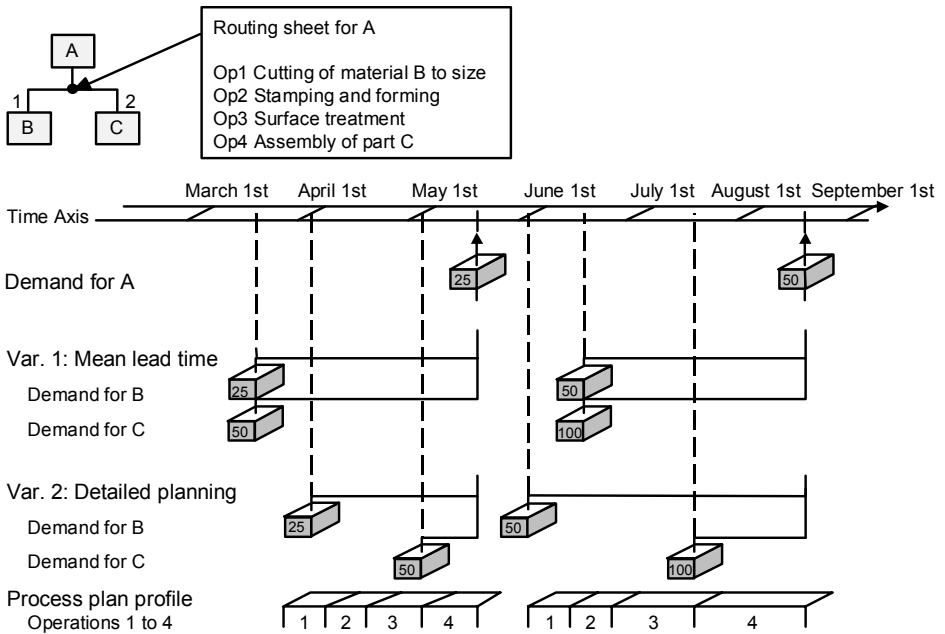 Routing sheet for A
A
Op1 Cutting of material B to size
Op2 Stamping and forming
Op3 Surface treatment
Op4 Assembly of part C
1 2
B C
March 1st April 1st May 1st June 1st July 1st August 1st September 1st
Time Axis
Demand for A 25 50
Var. 1: Mean lead time
Demand for B 25 50
Demand for C 50 100
Var. 2: Detailed planning
Demand for B 25 50
Demand for C 50 100
Process plan profile
Operations 1 to 4 1 2 3 4 1 2 3 4